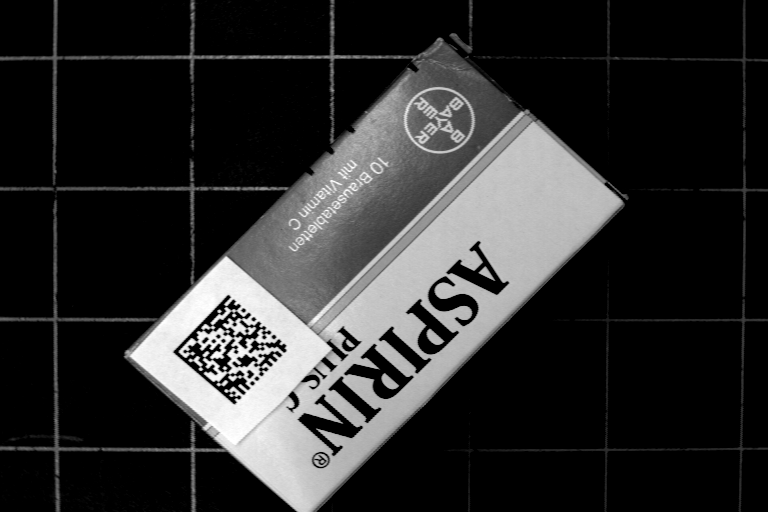 ASPIRIN®
PLUS C
10 Brausetabletten
mit Vitamin C
BAYER
BAYER